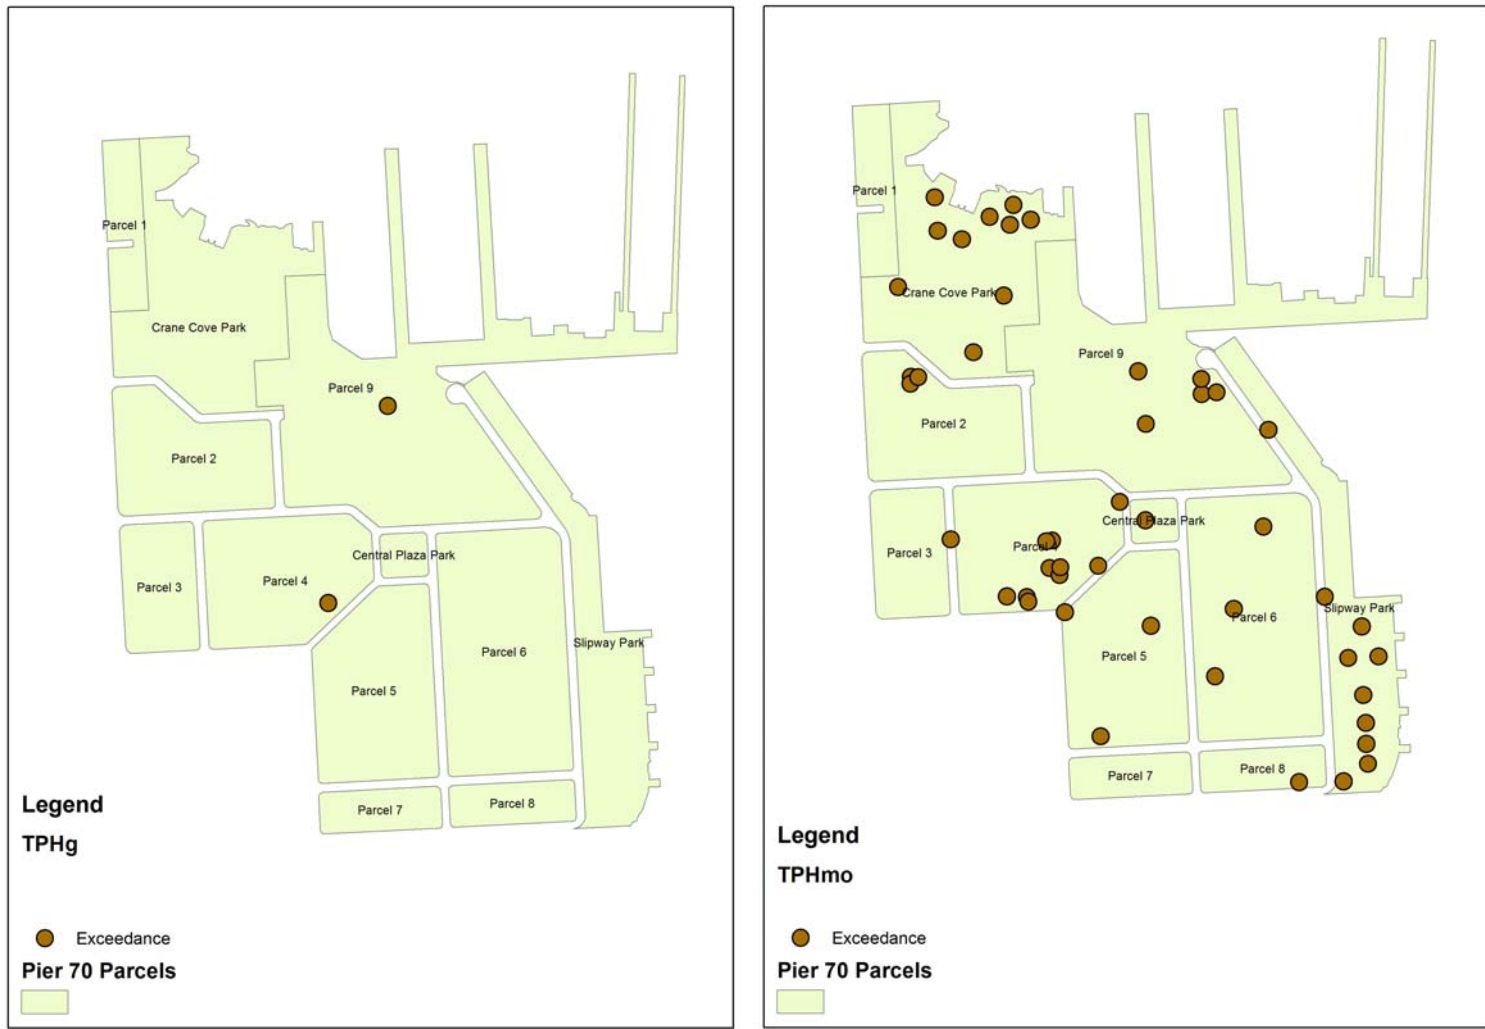 Parcel 1
Crane Cove Park
Parcel 9
Parcel 2
Central Plaza Park
Parcel 3
Parcel 4
Slipway Park
Parcel 6
Parcel 5
Parcel 7
Parcel 8
Legend
TPHg
Exceedance
Pier 70 Parcels
Parcel 1
Crane Cove Park
Parcel 9
Parcel 2
Central Plaza Park
Parcel 3
Parcel 4
Slipway Park
Parcel 6
Parcel 5
Parcel 7
Parcel 8
Legend
TPHmo
Exceedance
Pier 70 Parcels